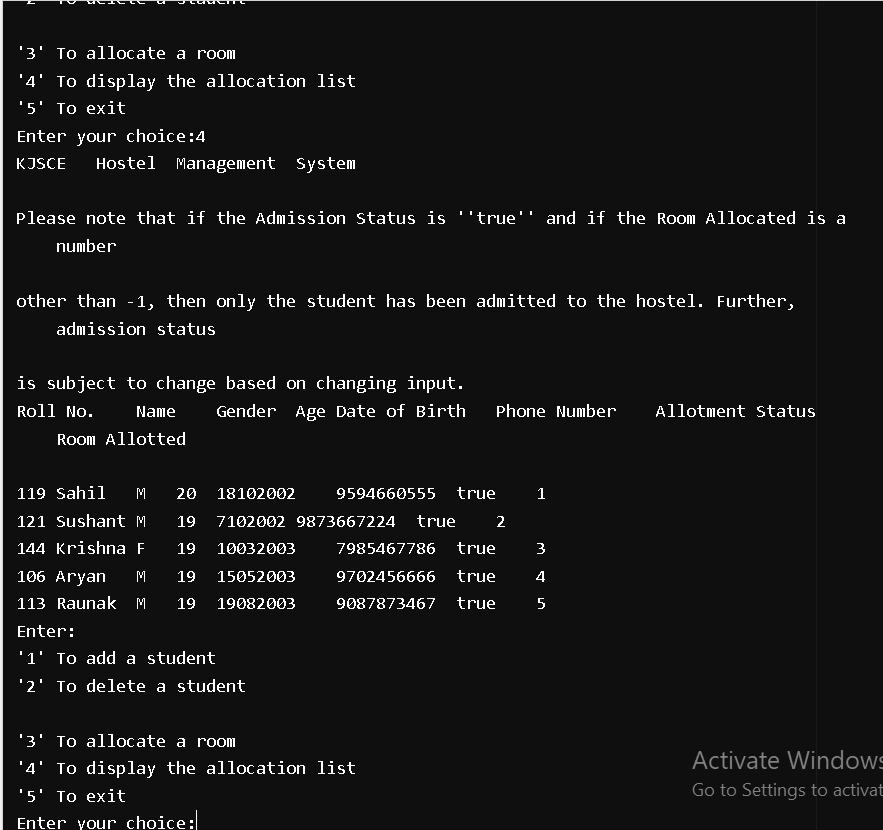 '2' To delete a student
'3' To allocate a room
'4' To display the allocation list
'5' To exit
Enter your choice:4
KJSCE Hostel Management System
Please note that if the Admission Status is ''true'' and if the Room Allocated is a
number
other than -1, then only the student has been admitted to the hostel. Further,
admission status
is subject to change based on changing input.
Roll No. Name Gender Age Date of Birth Phone Number Allotment Status
Room Allotted
119 Sahil M 20 18102002 9594660555 true 1
121 Sushant M 19 7102002 9873667224 true 2
144 Krishna F 19 10032003 7985467786 true 3
106 Aryan M 19 15052003 9702456666 true 4
113 Raunak M 19 19082003 9087873467 true 5
Enter:
'1' To add a student
'2' To delete a student
'3' To allocate a room
'4' To display the allocation list
'5' To exit
Enter your choice:
Activate Windows
Go to Settings to activat